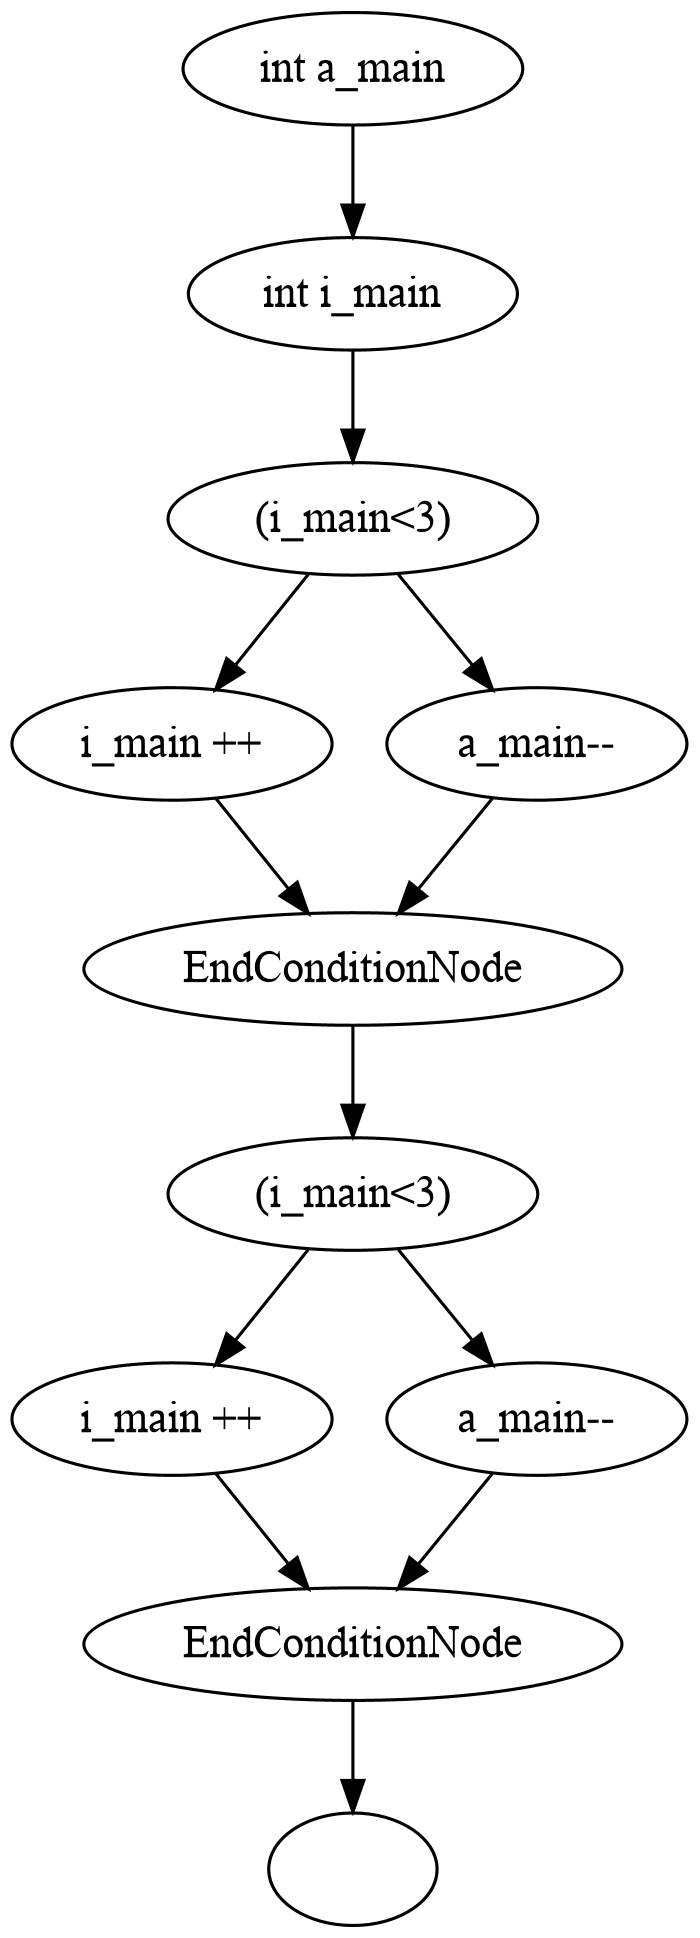 int a_main
int i_main
(i_main<3)
i_main ++
a_main--
EndConditionNode
(i_main<3)
i_main ++
a_main--
EndConditionNode